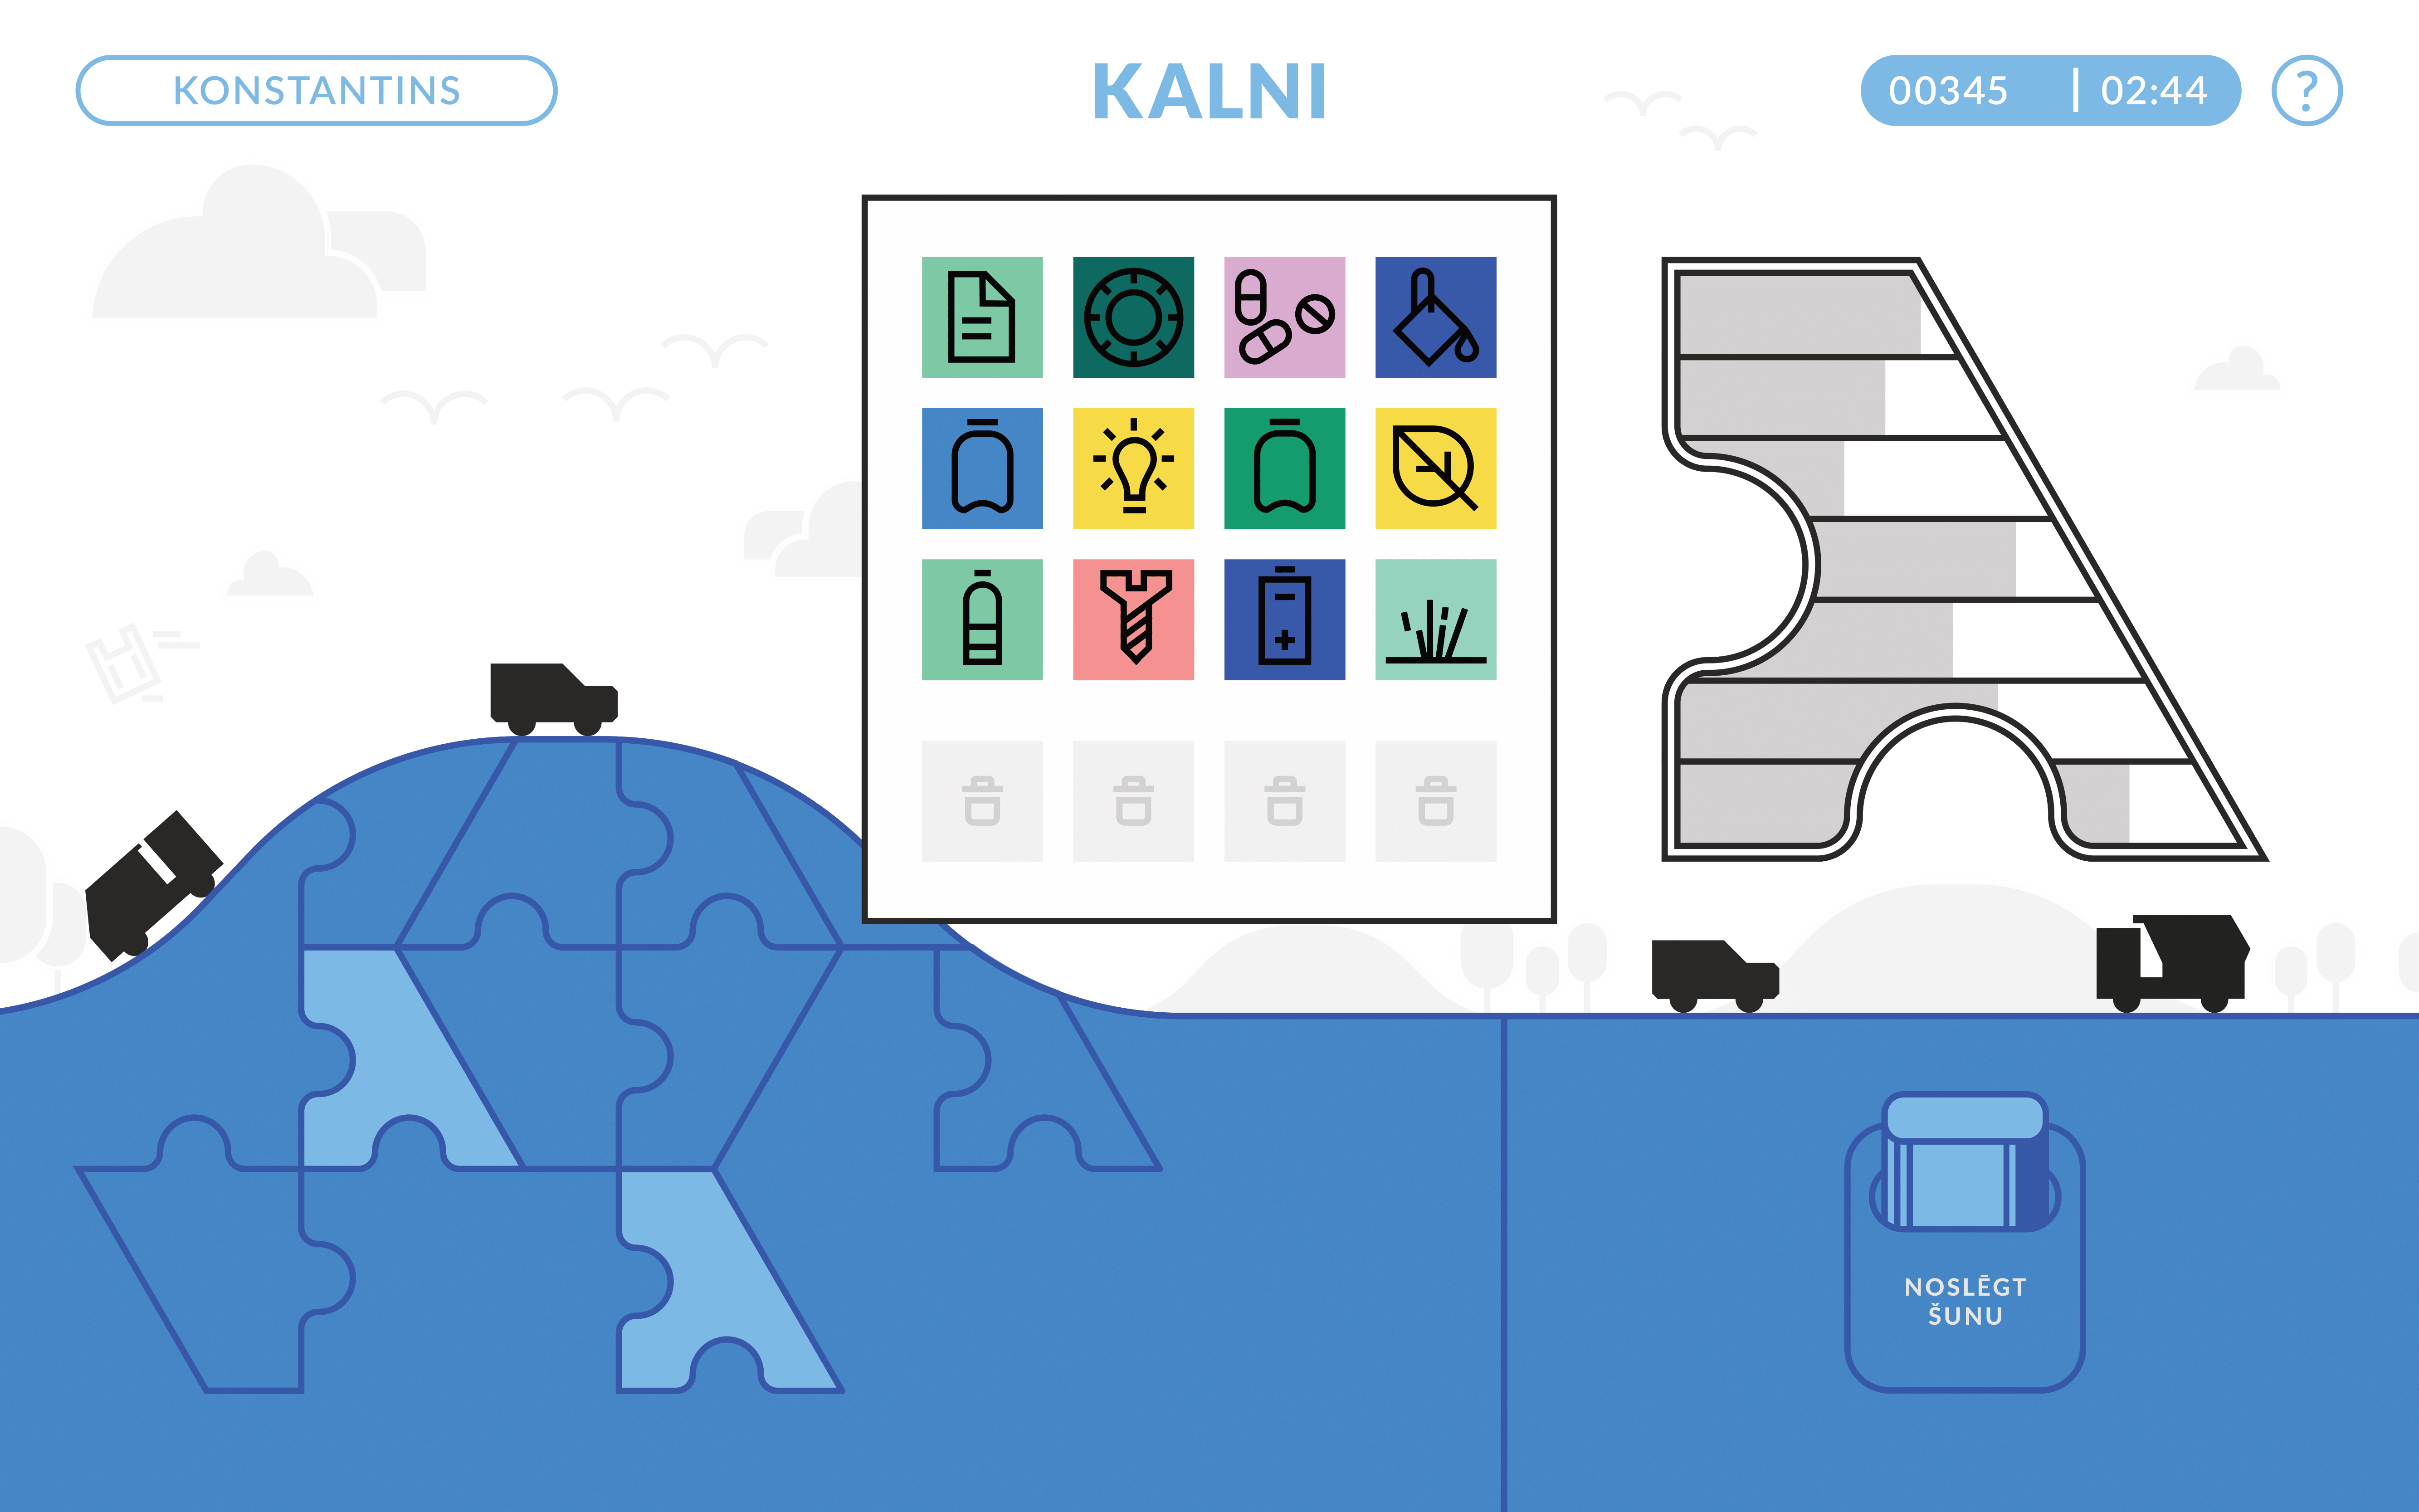 KONSTANTINS
KALNI
00345 | 02:44
?
NOSLĒGT
ŠUNU